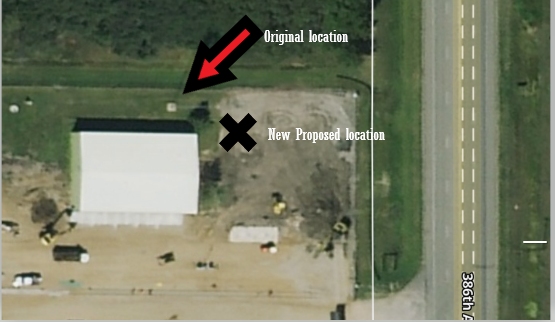 Original location
New Proposed location
386th A